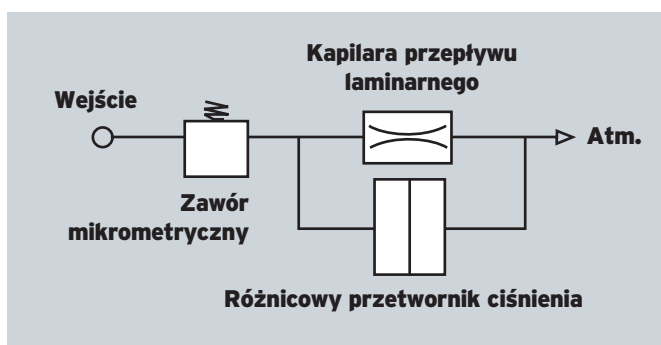 Kapilara przepływu
laminarnego
Wejście
Atm.
Zawór
mikrometryczny
Różnicowy przetwornik ciśnienia